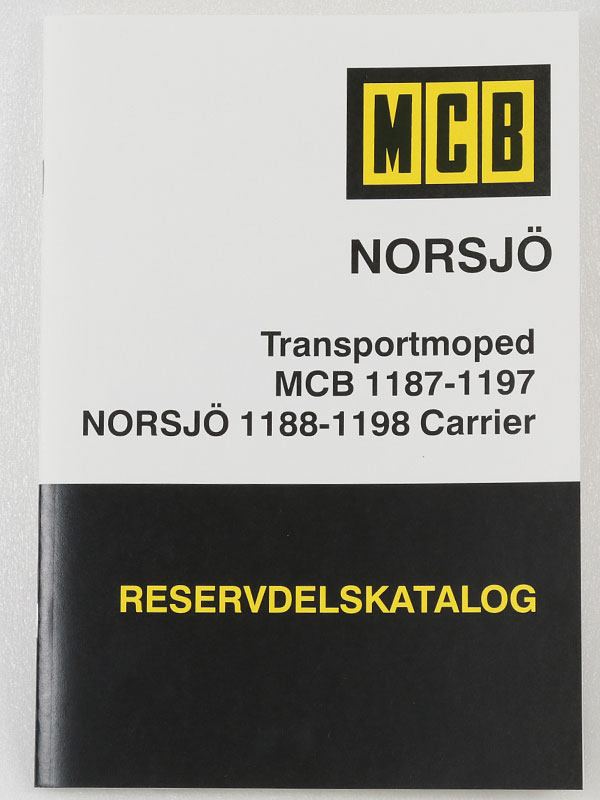 MCB
NORSJÖ
Transportmoped
MCB 1187-1197
NORSJÖ 1188-1198 Carrier
RESERVDELSKATALOG